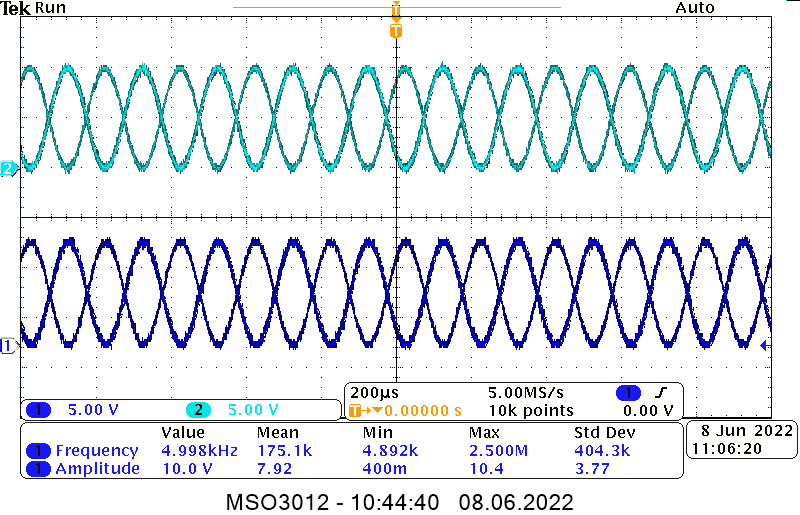 Tek Run Auto
T
T
2
1
1 5.00 V 2 5.00 V
200µs 5.00MS/s 1
T 0.00000 s 10k points 0.00 V
Value Mean Min Max Std Dev
1 Frequency 4.998kHz 175.1k 4.892k 2.500M 404.3k
1 Amplitude 10.0 V 7.92 400m 10.4 3.77
8 Jun 2022
11:06:20
MSO3012 - 10:44:40 08.06.2022